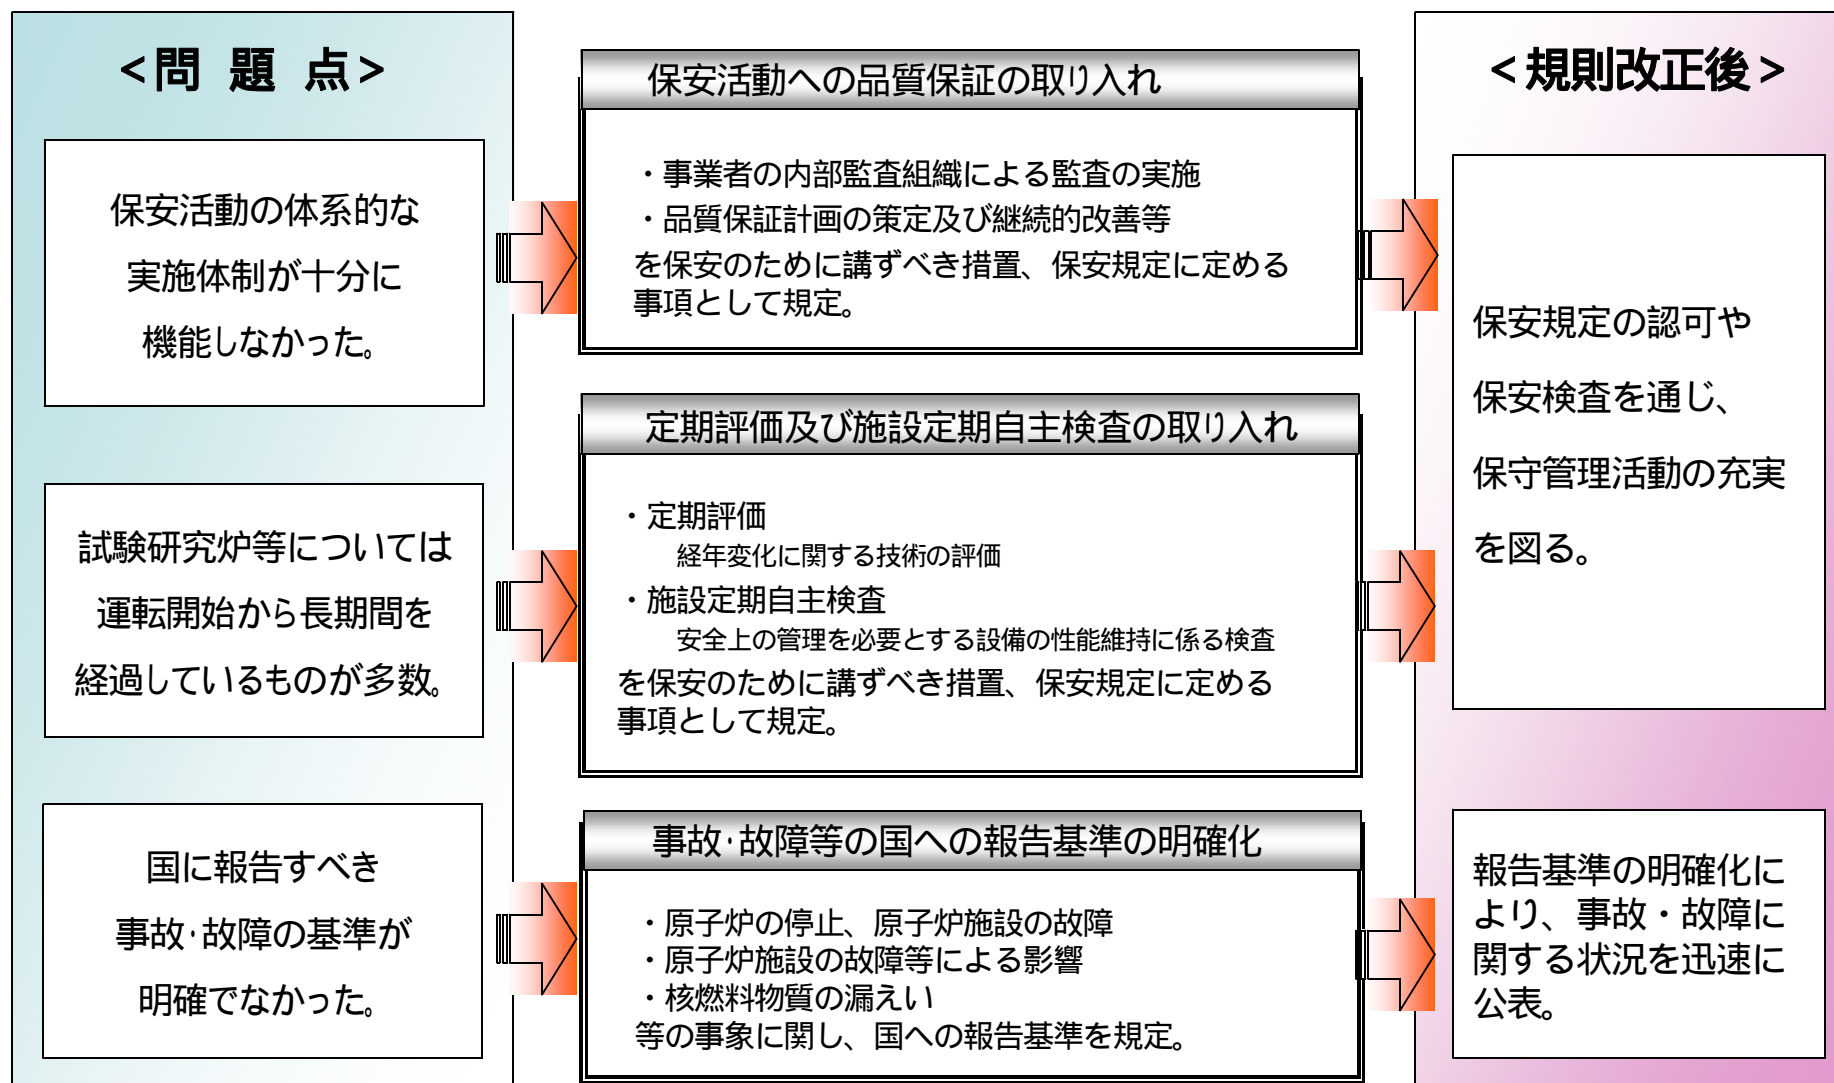 <問 題 点>
保安活動の体系的な
実施体制が十分に
機能しなかった。
試験研究炉等については
運転開始から長期間を
経過しているものが多数。
国に報告すべき
事故・故障の基準が
明確でなかった。
保安活動への品質保証の取り入れ
・事業者の内部監査組織による監査の実施
・品質保証計画の策定及び継続的改善等
を保安のために講ずべき措置、保安規定に定める
事項として規定。
定期評価及び施設定期自主検査の取り入れ
・定期評価
経年変化に関する技術の評価
・施設定期自主検査
安全上の管理を必要とする設備の性能維持に係る検査
を保安のために講ずべき措置、保安規定に定める
事項として規定。
事故・故障等の国への報告基準の明確化
・原子炉の停止、原子炉施設の故障
・原子炉施設の故障等による影響
・核燃料物質の漏えい
等の事象に関し、国への報告基準を規定。
<規則改正後>
保安規定の認可や
保安検査を通じ、
保守管理活動の充実
を図る。
報告基準の明確化に
より、事故・故障に
関する状況を迅速に
公表。